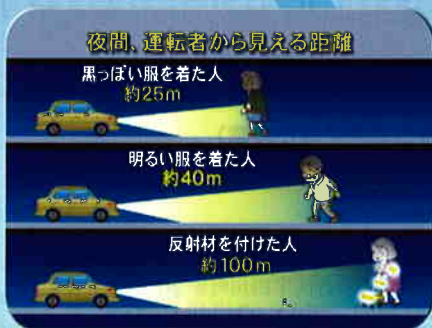 夜間、運転者から見える距離
黒っぽい服を着た人
約25m
明るい服を着た人
約40m
反射材を付けた人
約100m